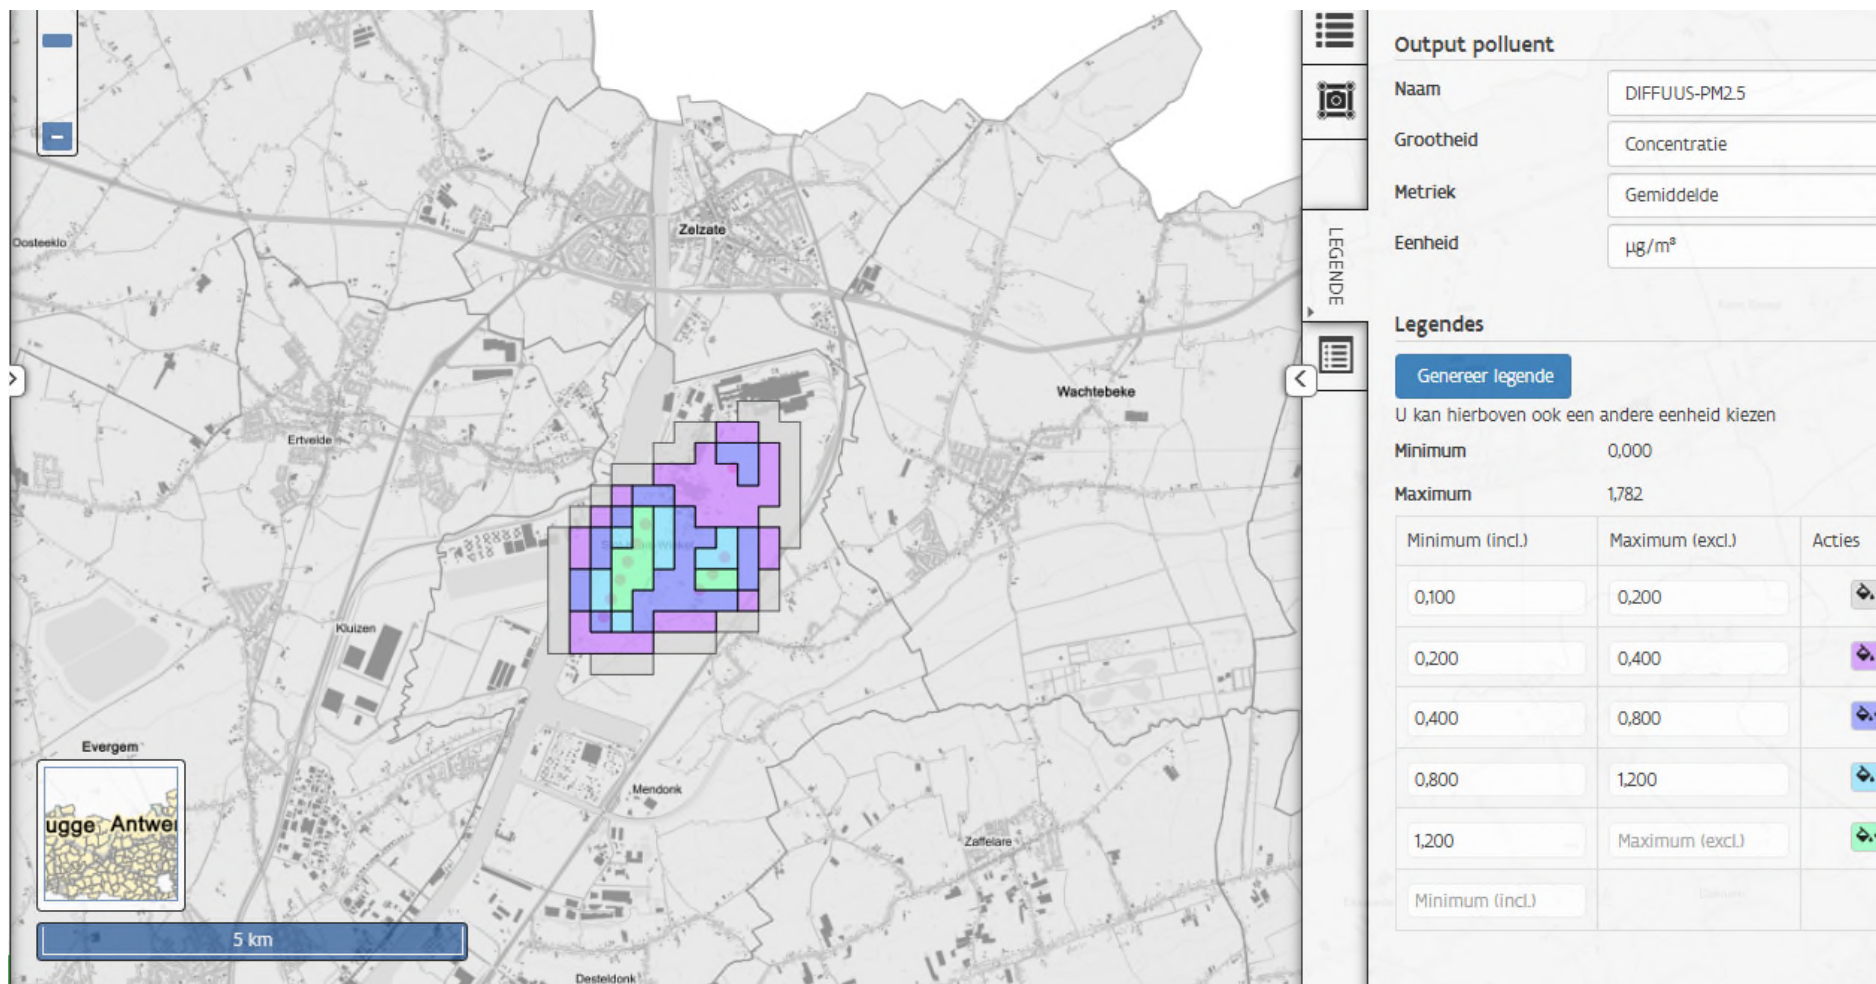 Oosteeklo
Zelzate
Ertvelde
Wachtebeke
Kluizen
Evergem
Mendonk
Zaffelare
Desteldonk
ugge
Antwer
5 km
LEGENDE
Output polluent
Naam
DIFFUUS-PM2.5
Grootheid
Concentratie
Metriek
Gemiddelde
Eenheid
µg/m³
Legendes
Genereer legende
U kan hierboven ook een andere eenheid kiezen
Minimum 0,000
Maximum 1,782
Minimum (incl.) Maximum (excl.) Acties
0,100 0,200
0,200 0,400
0,400 0,800
0,800 1,200
1,200 Maximum (excl.)
Minimum (incl.)